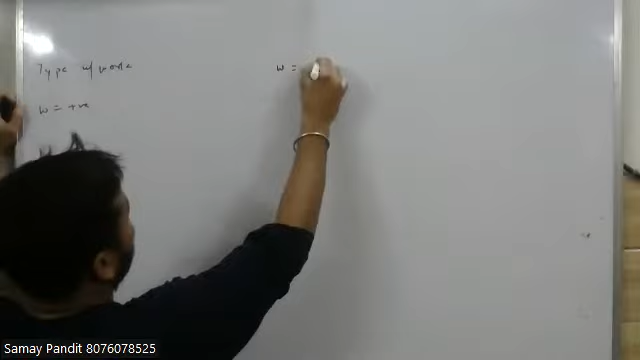 Type of work
W =
W = +ve
Samay Pandit 8076078525